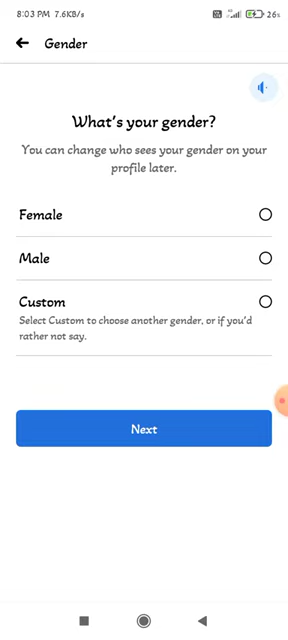 8:03 PM 7.6KB/s
26%
Gender
What's your gender?
You can change who sees your gender on your
profile later.
Female
Male
Custom
Select Custom to choose another gender, or if you'd
rather not say.
Next